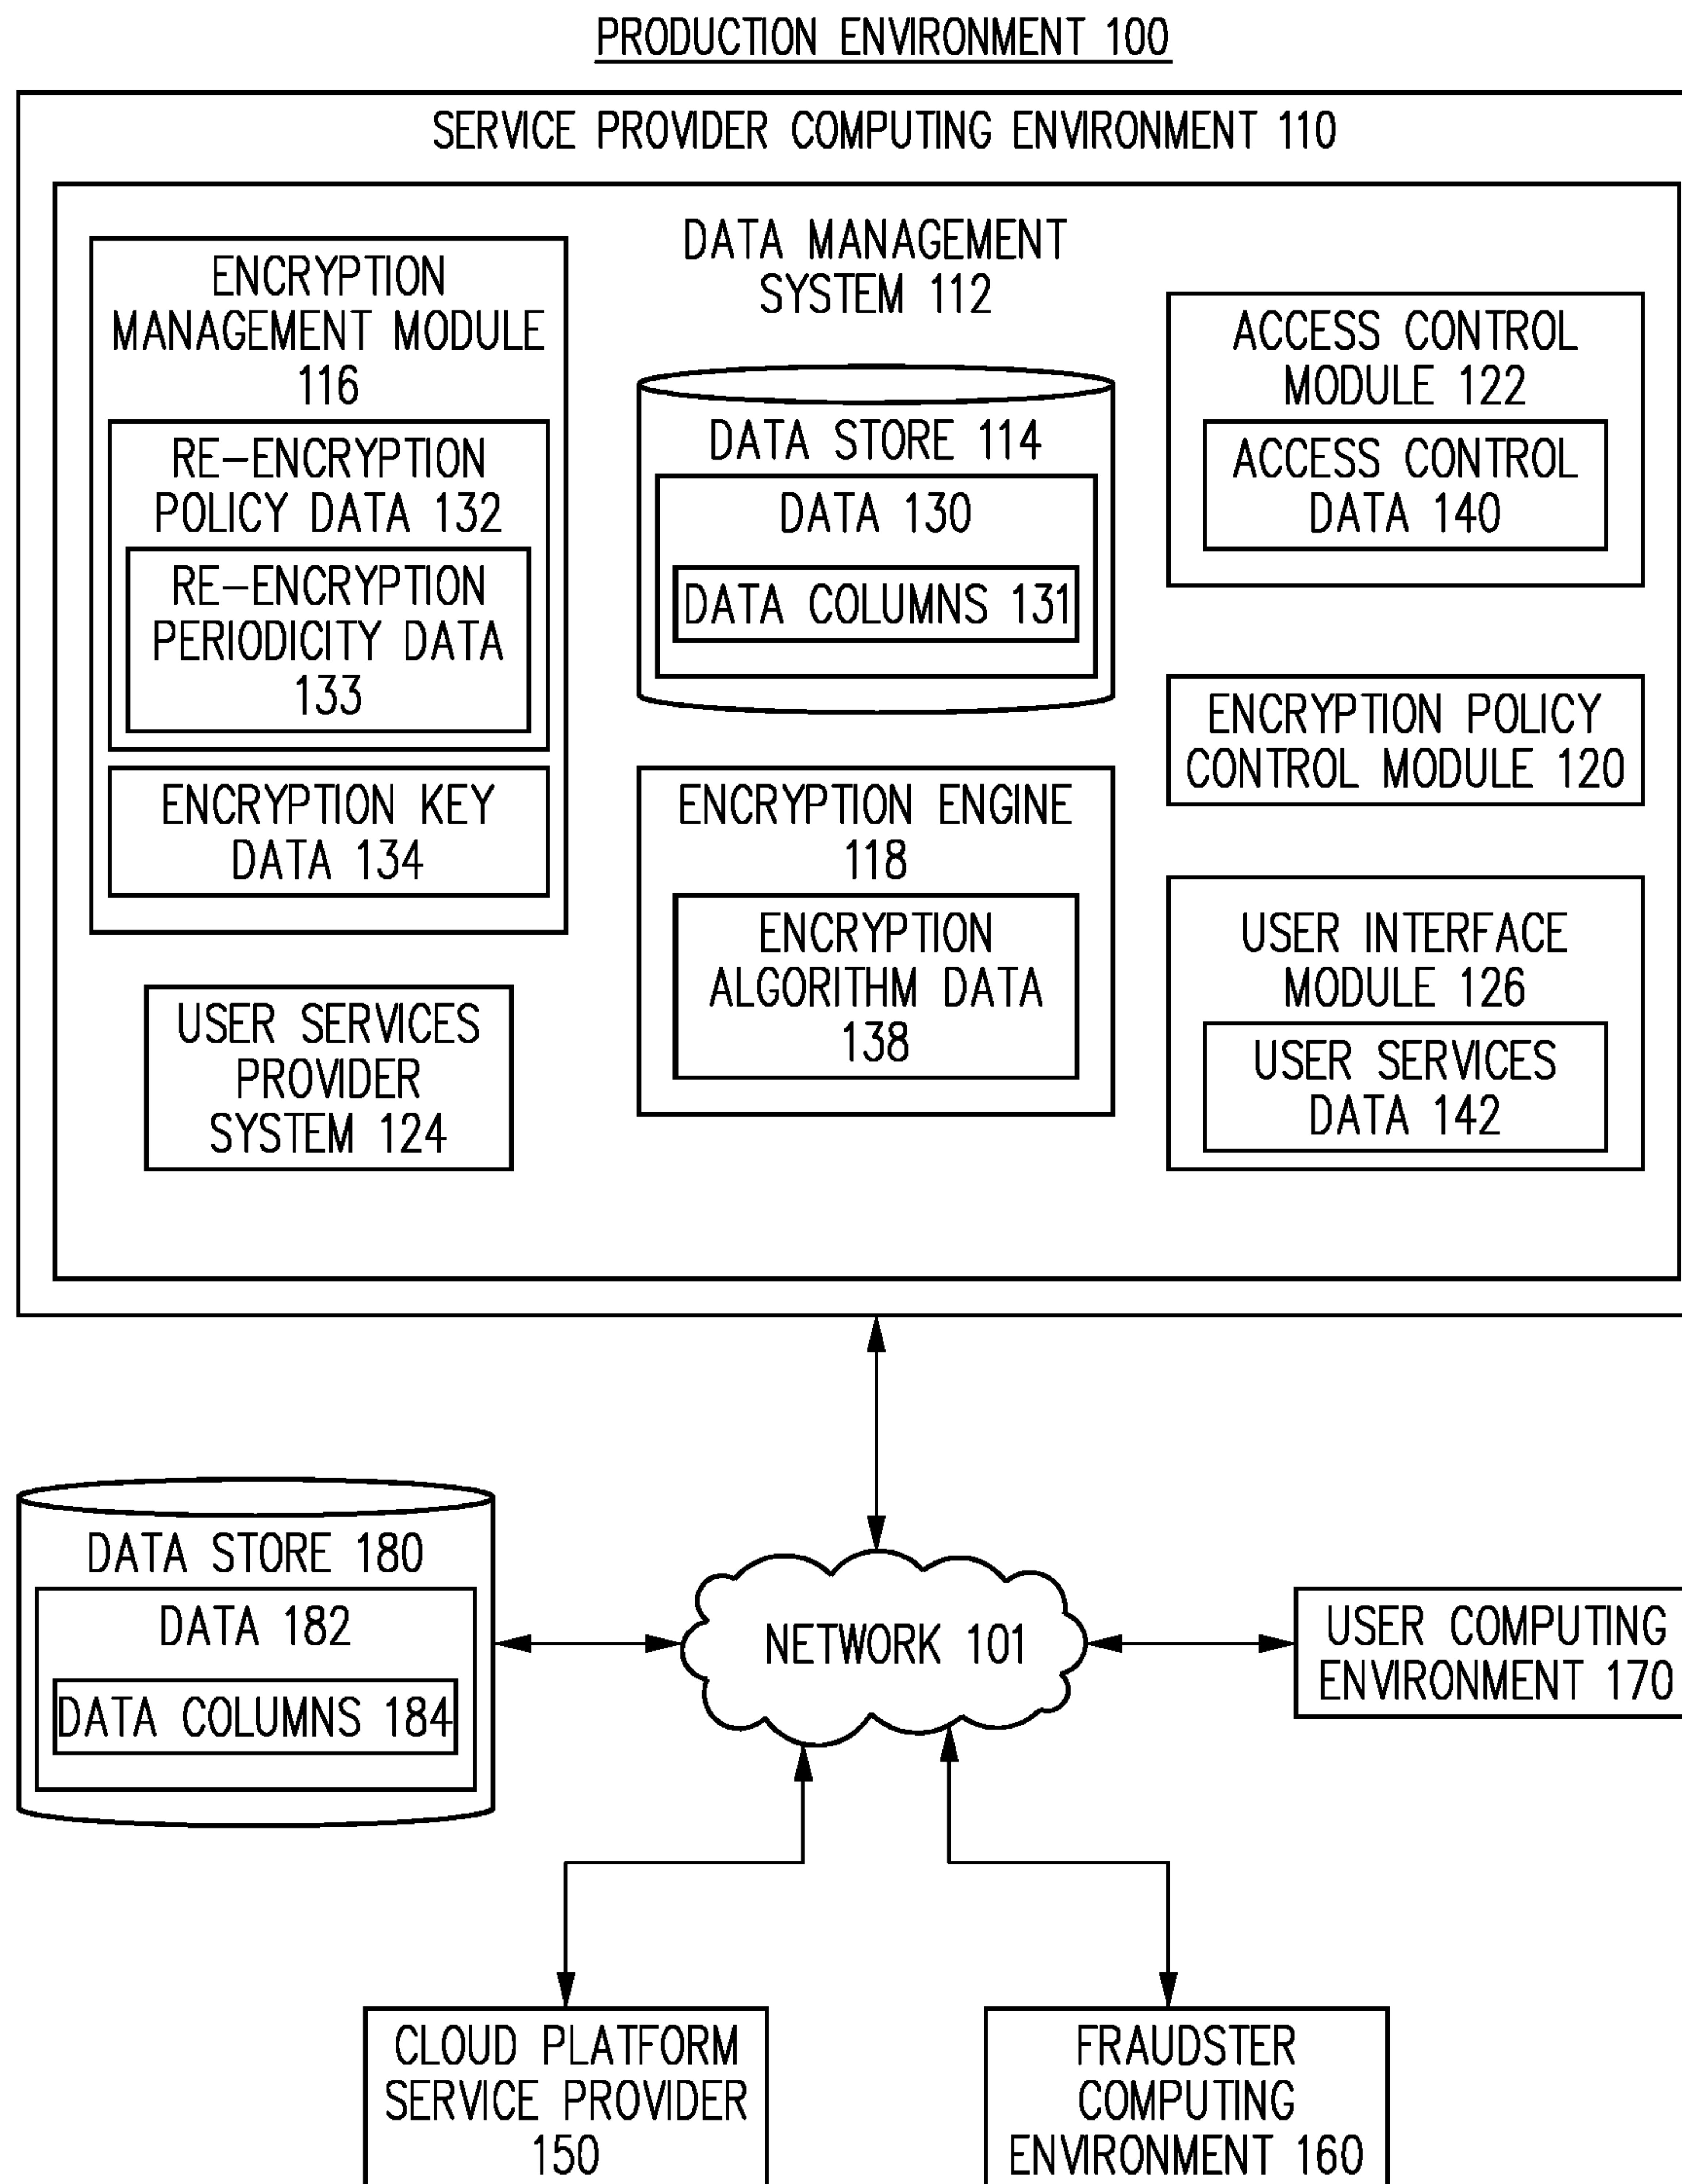 PRODUCTION ENVIRONMENT 100
SERVICE PROVIDER COMPUTING ENVIRONMENT 110
DATA MANAGEMENT
SYSTEM 112
ENCRYPTION
MANAGEMENT MODULE
116
RE-ENCRYPTION
POLICY DATA 132
RE-ENCRYPTION
PERIODICITY DATA
133
ENCRYPTION KEY
DATA 134
USER SERVICES
PROVIDER
SYSTEM 124
DATA STORE 114
DATA 130
DATA COLUMNS 131
ENCRYPTION ENGINE
118
ENCRYPTION
ALGORITHM DATA
138
ACCESS CONTROL
MODULE 122
ACCESS CONTROL
DATA 140
ENCRYPTION POLICY
CONTROL MODULE 120
USER INTERFACE
MODULE 126
USER SERVICES
DATA 142
DATA STORE 180
DATA 182
DATA COLUMNS 184
NETWORK 101
USER COMPUTING
ENVIRONMENT 170
CLOUD PLATFORM
SERVICE PROVIDER
150
FRAUDSTER
COMPUTING
ENVIRONMENT 160